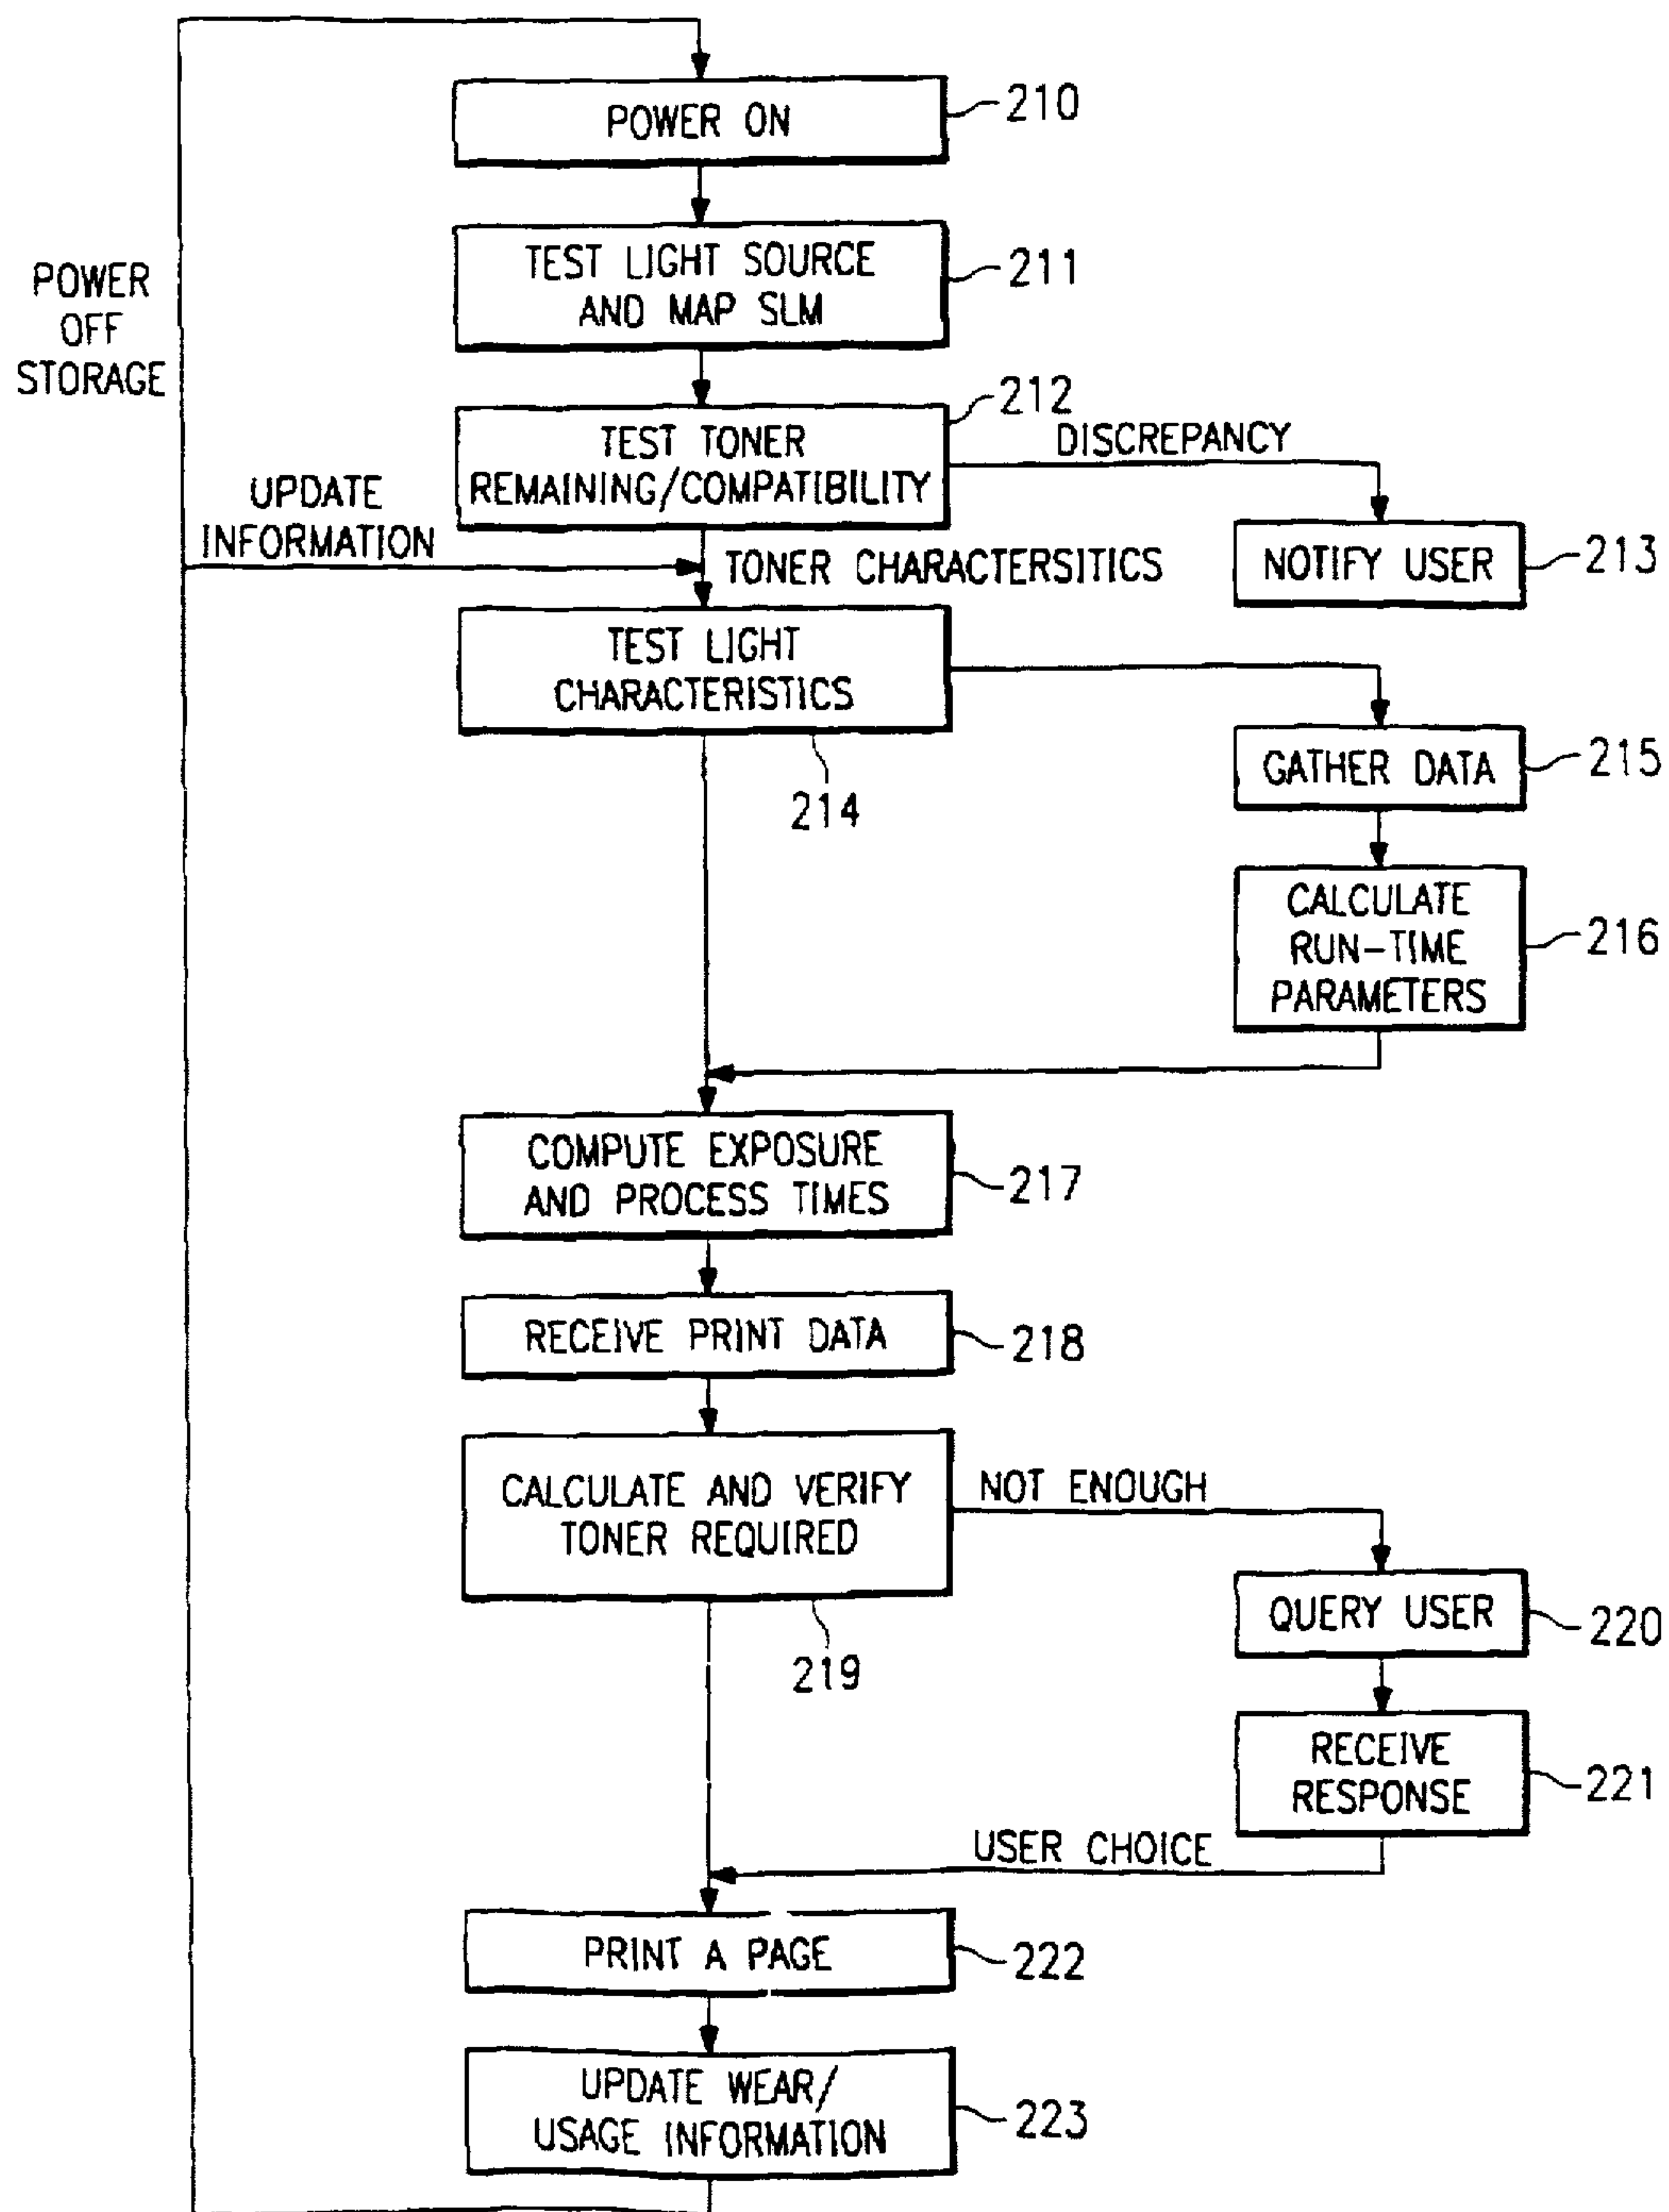 POWER ON
210
TEST LIGHT SOURCE
AND MAP SLM
211
POWER
OFF
STORAGE
TEST TONER
REMAINING/COMPATIBILITY
212
DISCREPANCY
UPDATE
INFORMATION
TONER CHARACTERSITICS
NOTIFY USER
213
TEST LIGHT
CHARACTERISTICS
214
GATHER DATA
215
CALCULATE
RUN-TIME
PARAMETERS
216
COMPUTE EXPOSURE
AND PROCESS TIMES
217
RECEIVE PRINT DATA
218
CALCULATE AND VERIFY
TONER REQUIRED
219
NOT ENOUGH
QUERY USER
220
RECEIVE
RESPONSE
221
USER CHOICE
PRINT A PAGE
222
UPDATE WEAR/
USAGE INFORMATION
223